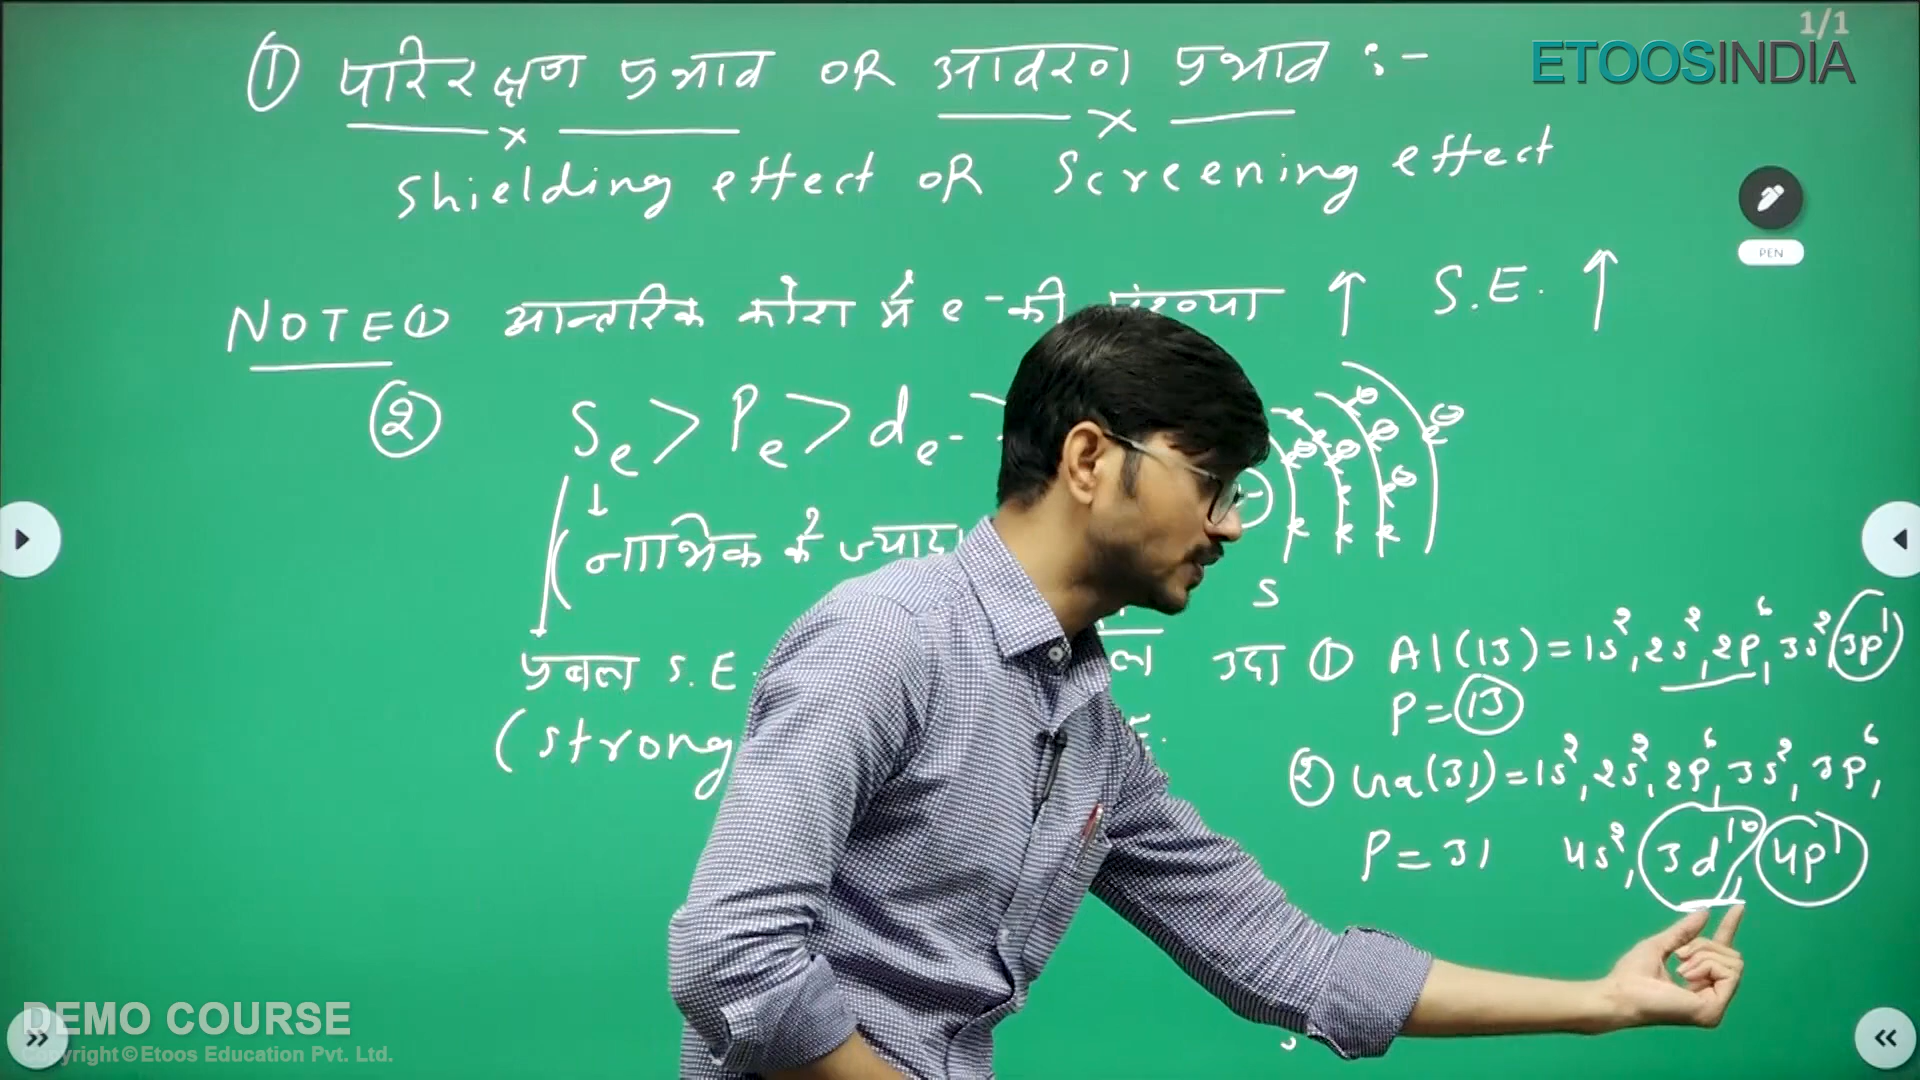 1/1
ETOOSINDIA
① परिरक्षण प्रभाव OR आवरण प्रभाव :-
Shielding effect OR Screening effect
PEN
NOTE① आन्तरिक कोश में e⁻ की संख्या ↑ S.E. ↑
② Se > Pe > de-
↓
(नाभिक के ज्यादा
S
प्रबल S.E.
(strong
उदा ① Al(13) = 1s², 2s², 2p⁶, 3s², 3p¹
P = 13
② Ga(31) = 1s², 2s², 2p⁶, 3s², 3p⁶,
P = 31 4s², 3d¹⁰, 4p¹
DEMO COURSE
Copyright © Etoos Education Pvt. Ltd.